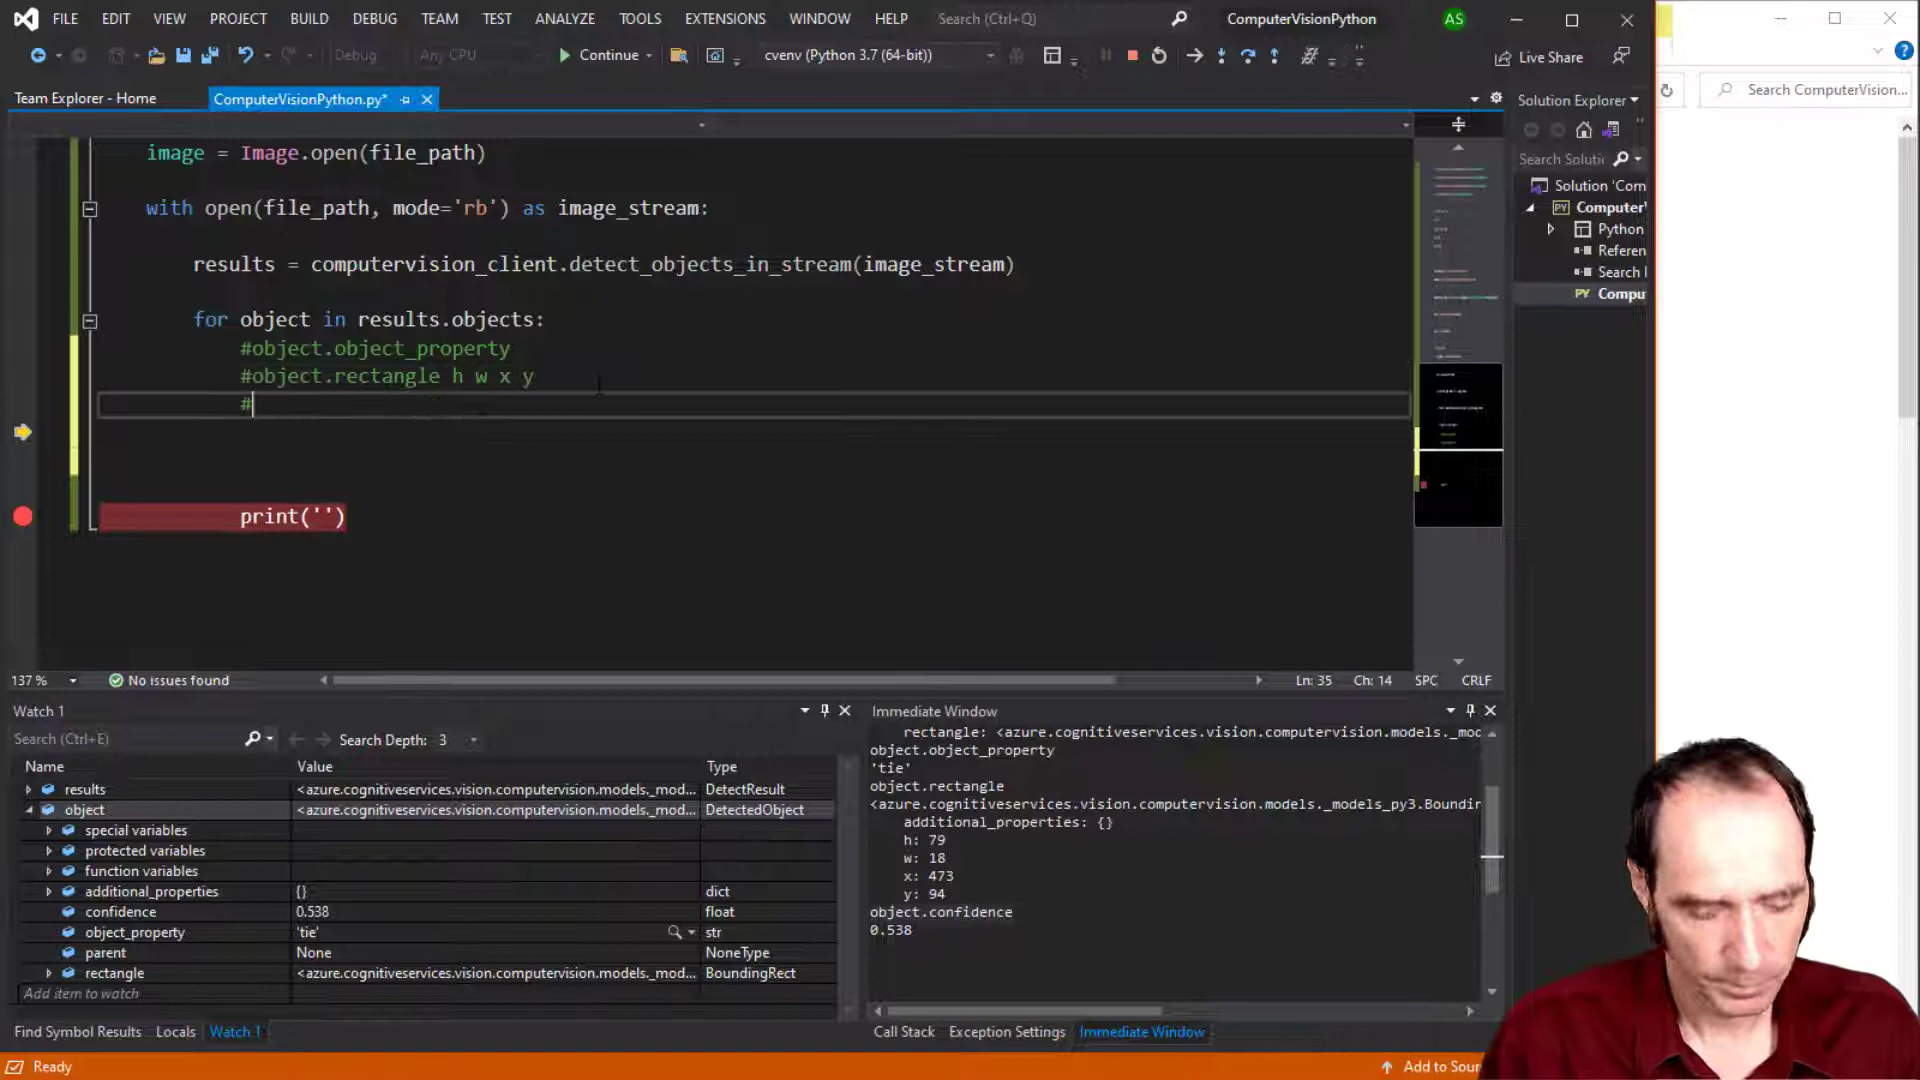 FILE EDIT VIEW PROJECT BUILD DEBUG TEAM TEST ANALYZE TOOLS EXTENSIONS WINDOW HELP Search (Ctrl+Q) ComputerVisionPython AS
Debug Any CPU Continue cvenv (Python 3.7 (64-bit)) Live Share
Team Explorer - Home ComputerVisionPython.py* Solution Explorer
Search ComputerVision...
Search Soluti
Solution 'Com
Computer
Python
Referen
Search
Compu
image = Image.open(file_path)
with open(file_path, mode='rb') as image_stream:
results = computervision_client.detect_objects_in_stream(image_stream)
for object in results.objects:
#object.object_property
#object.rectangle h w x y
#
print('')
137 % No issues found Ln: 35 Ch: 14 SPC CRLF
Watch 1
Search (Ctrl+E) Search Depth: 3
Name Value Type
results <azure.cognitiveservices.vision.computervision.models._mod... DetectResult
object <azure.cognitiveservices.vision.computervision.models._mod... DetectedObject
special variables
protected variables
function variables
additional_properties {} dict
confidence 0.538 float
object_property 'tie' str
parent None NoneType
rectangle <azure.cognitiveservices.vision.computervision.models._mod... BoundingRect
Add item to watch
Find Symbol Results Locals Watch 1
Immediate Window
rectangle: <azure.cognitiveservices.vision.computervision.models._mod
object.object_property
'tie'
object.rectangle
<azure.cognitiveservices.vision.computervision.models._models_py3.Boundin
additional_properties: {}
h: 79
w: 18
x: 473
y: 94
object.confidence
0.538
Call Stack Exception Settings Immediate Window
Ready Add to Sour